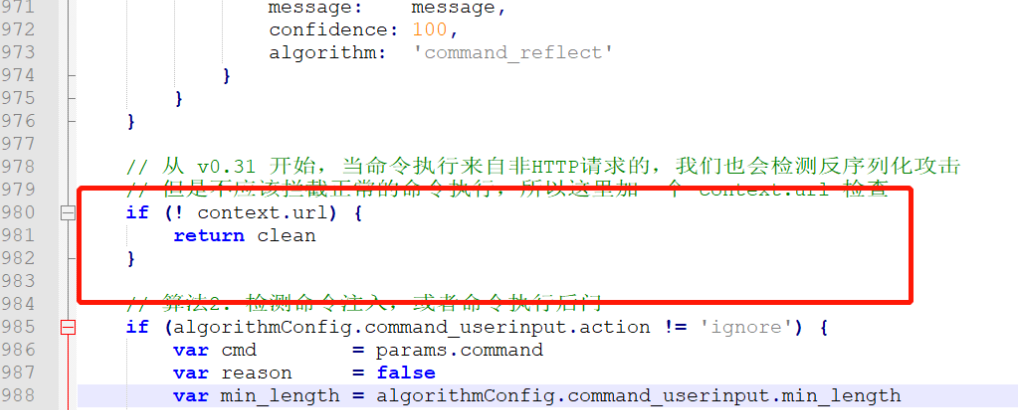 971 message: message,
972 confidence: 100,
973 algorithm: 'command_reflect'
974 }
975 }
976 }
977
978 // 从 v0.31 开始，当命令执行来自非HTTP请求的，我们也会检测反序列化攻击
979 // 但是不应该拦截正常的命令执行，所以这里加一个 context.url 检查
980 if (! context.url) {
981 return clean
982 }
983
984 // 算法2: 检测命令注入，或者命令执行后门
985 if (algorithmConfig.command_userinput.action != 'ignore') {
986 var cmd = params.command
987 var reason = false
988 var min_length = algorithmConfig.command_userinput.min_length